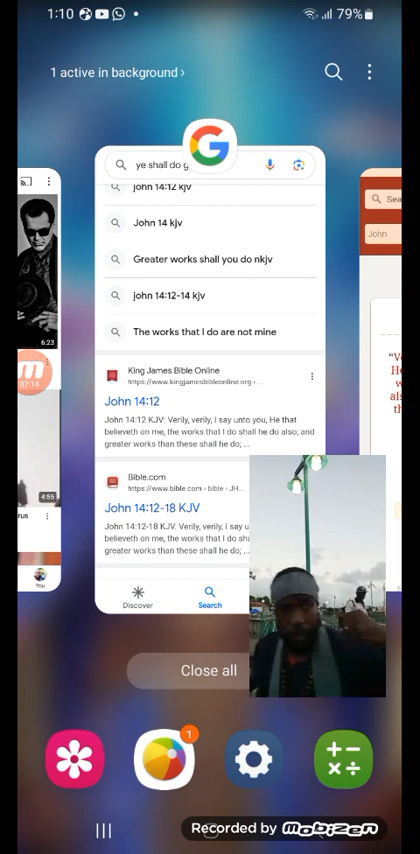 1:10
79%
1 active in background ›
ye shall do g
john 14:12 kjv
John 14 kjv
Greater works shall you do nkjv
john 14:12-14 kjv
The works that I do are not mine
King James Bible Online
https://www.kingjamesbibleonline.org › ...
John 14:12
John 14:12 KJV: Verily, verily, I say unto you, He that
believeth on me, the works that I do shall he do also; and
greater works than these shall he do; ...
Bible.com
https://www.bible.com › bible › JH...
John 14:12-18 KJV
John 14:12-18 KJV. Verily, verily, I say u
believeth on me, the works that I do sh
greater works than these shall he do; ...
Discover
Search
6:23
07:14
4:55
rus
You
Sea
John
"V
He
w
als
th
Close all
1
Recorded by mobizen